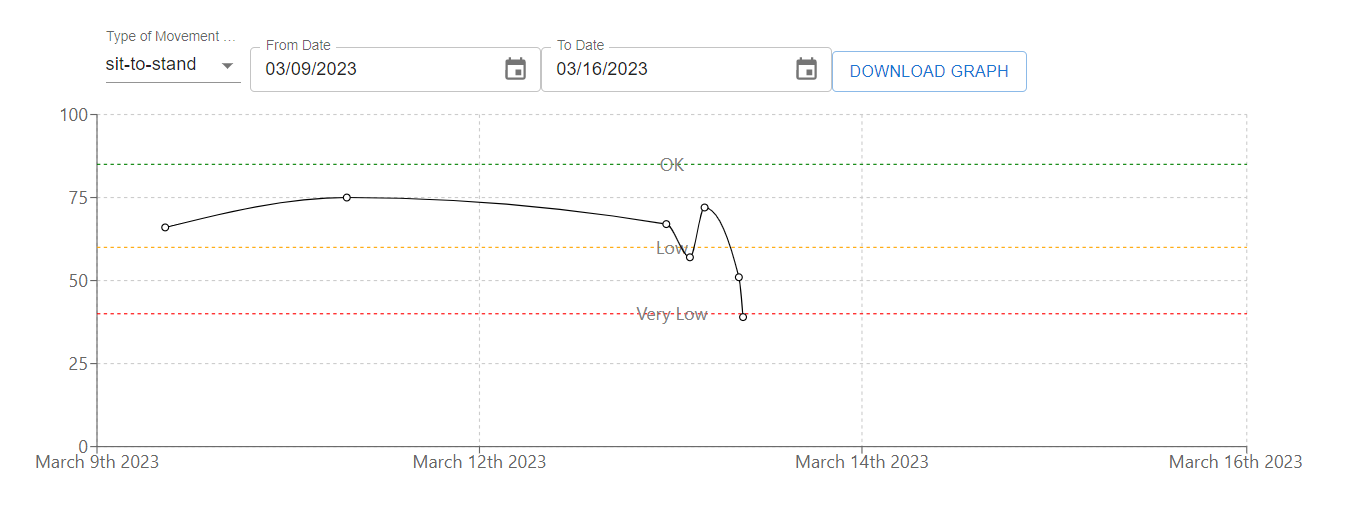 Type of Movement ...
sit-to-stand
From Date
03/09/2023
To Date
03/16/2023
DOWNLOAD GRAPH
100
OK
75
Low
50
Very Low
25
0
March 9th 2023
March 12th 2023
March 14th 2023
March 16th 2023